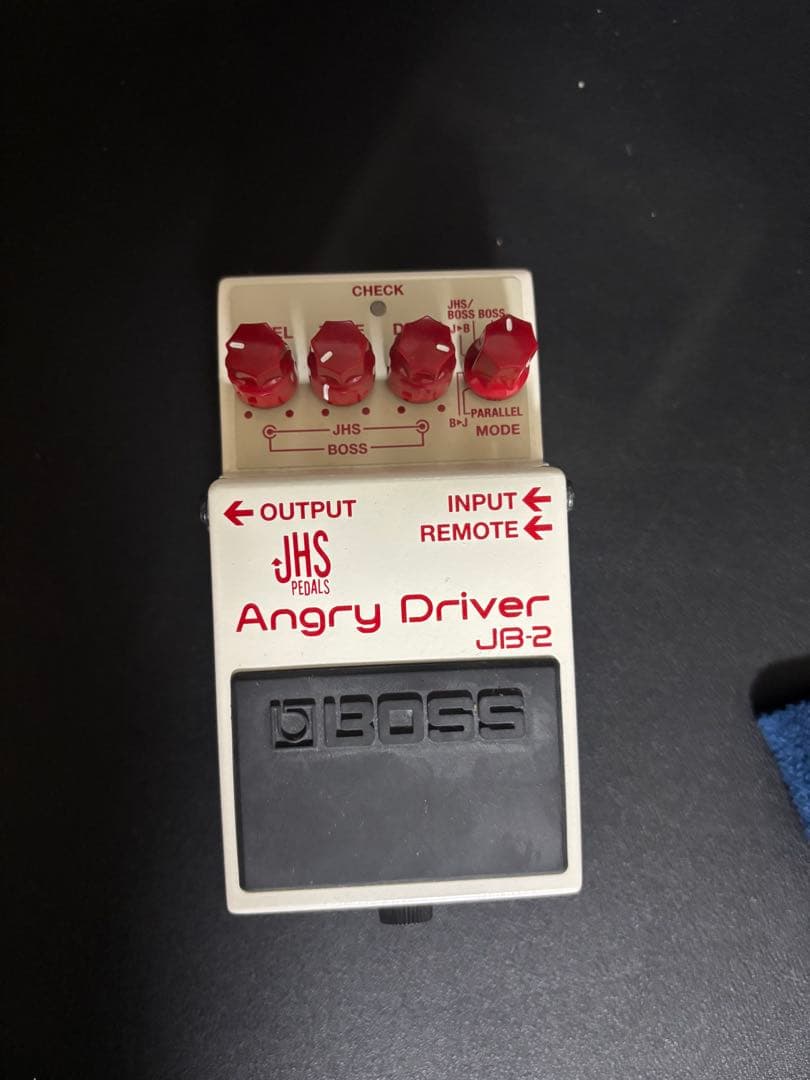 CHECK
JHS/
BOSS BOSS
J▸B
PARALLEL
B▸J
MODE
JHS
BOSS
← OUTPUT
INPUT ←
REMOTE ←
JHS
PEDALS
Angry Driver
JB-2
BOSS